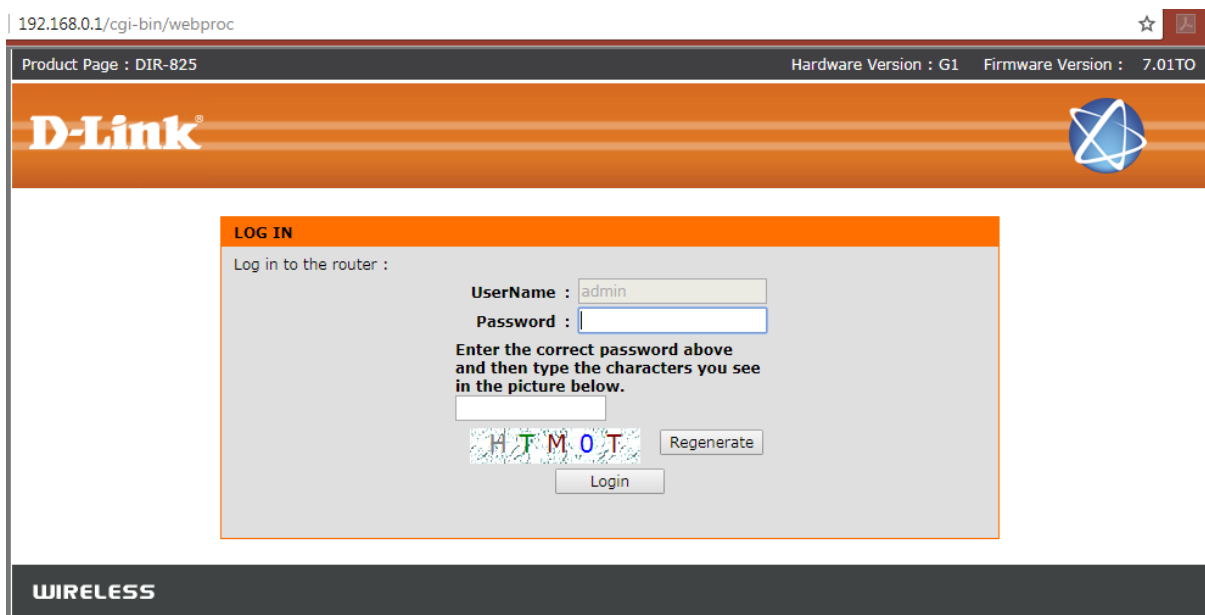 192.168.0.1/cgi-bin/webproc
Product Page : DIR-825 Hardware Version : G1 Firmware Version : 7.01TO
D-Link®
LOG IN
Log in to the router :
UserName : admin
Password :
Enter the correct password above
and then type the characters you see
in the picture below.
H T M 0 T Regenerate
Login
WIRELESS